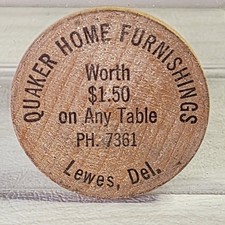 QUAKER HOME FURNISHINGS
Worth
$1.50
on Any Table
PH. 7361
Lewes, Del.